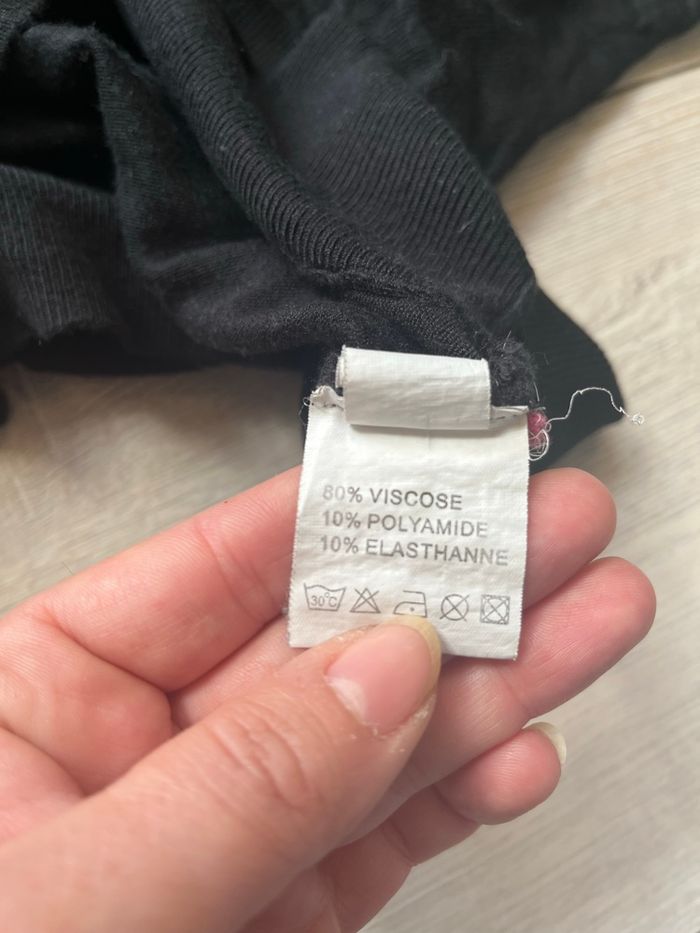 80% VISCOSE
10% POLYAMIDE
10% ELASTHANNE
30°C